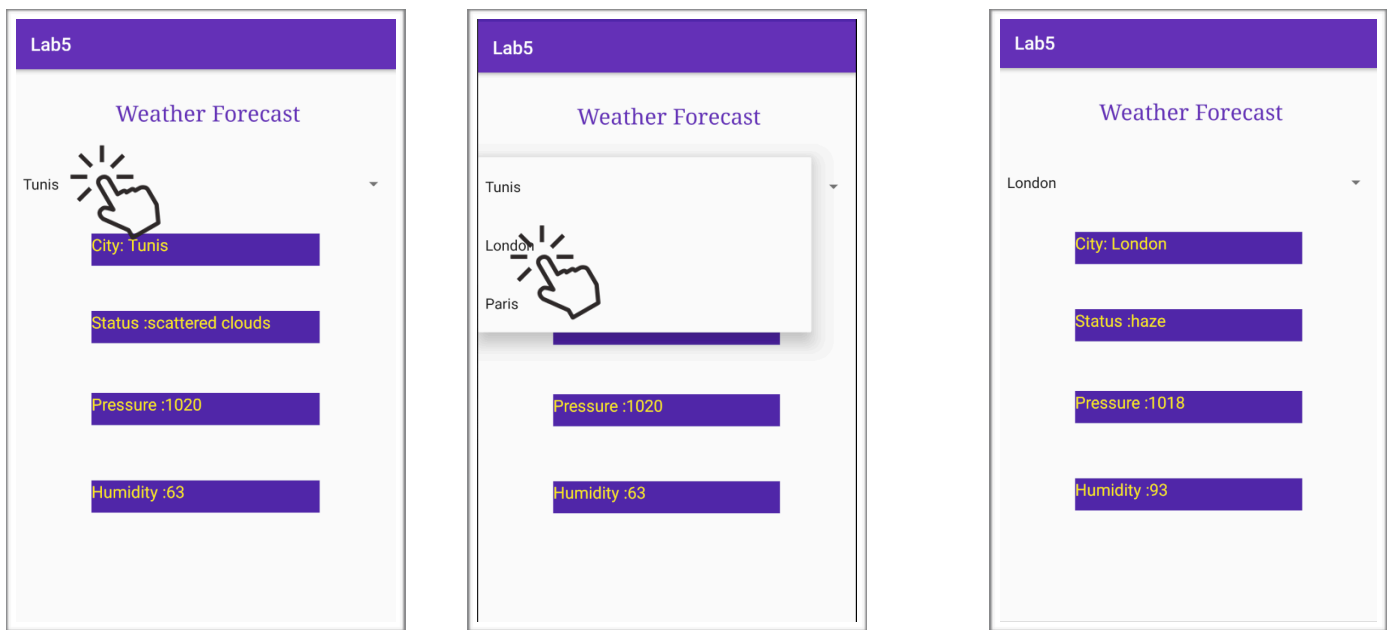 Lab5
Weather Forecast
Tunis
City: Tunis
Status :scattered clouds
Pressure :1020
Humidity :63
Lab5
Weather Forecast
Tunis
London
Paris
Pressure :1020
Humidity :63
Lab5
Weather Forecast
London
City: London
Status :haze
Pressure :1018
Humidity :93